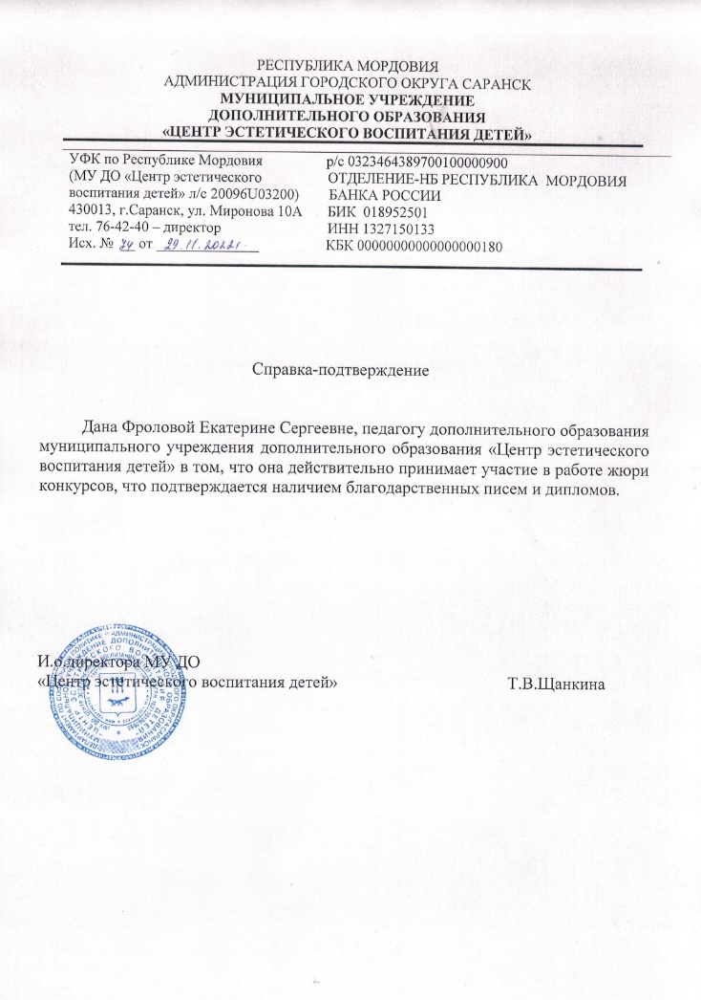 РЕСПУБЛИКА МОРДОВИЯ
АДМИНИСТРАЦИЯ ГОРОДСКОГО ОКРУГА САРАНСК
МУНИЦИПАЛЬНОЕ УЧРЕЖДЕНИЕ
ДОПОЛНИТЕЛЬНОГО ОБРАЗОВАНИЯ
«ЦЕНТР ЭСТЕТИЧЕСКОГО ВОСПИТАНИЯ ДЕТЕЙ»
УФК по Республике Мордовия
(МУ ДО «Центр эстетического
воспитания детей» л/с 20096U03200)
430013, г.Саранск, ул. Миронова 10А
тел. 76-42-40 – директор
Исх. № 74 от 29.11.2022г.
р/с 0323464389700100000900
ОТДЕЛЕНИЕ-НБ РЕСПУБЛИКА МОРДОВИЯ
БАНКА РОССИИ
БИК 018952501
ИНН 1327150133
КБК 00000000000000000180
Справка-подтверждение
Дана Фроловой Екатерине Сергеевне, педагогу дополнительного образования
муниципального учреждения дополнительного образования «Центр эстетического
воспитания детей» в том, что она действительно принимает участие в работе жюри
конкурсов, что подтверждается наличием благодарственных писем и дипломов.
И.о.директора МУ ДО
«Центр эстетического воспитания детей» Т.В.Щанкина